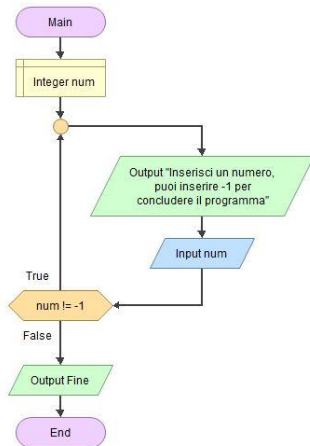 Main
Integer num
Output "Inserisci un numero,
puoi inserire -1 per
concludere il programma"
Input num
True
num != -1
False
Output Fine
End